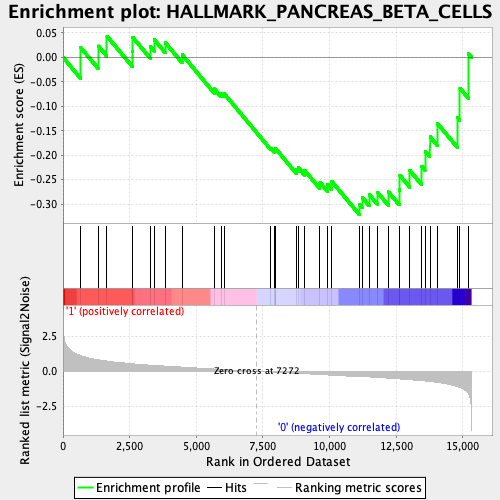 Enrichment plot: HALLMARK_PANCREAS_BETA_CELLS
Enrichment score (ES)
0.05
0.00
-0.05
-0.10
-0.15
-0.20
-0.25
-0.30
'1' (positively correlated)
Ranked list metric (Signal2Noise)
2.5
0.0
-2.5
Zero cross at 7272
'0' (negatively correlated)
0 2,500 5,000 7,500 10,000 12,500 15,000
Rank in Ordered Dataset
Enrichment profile Hits Ranking metric scores